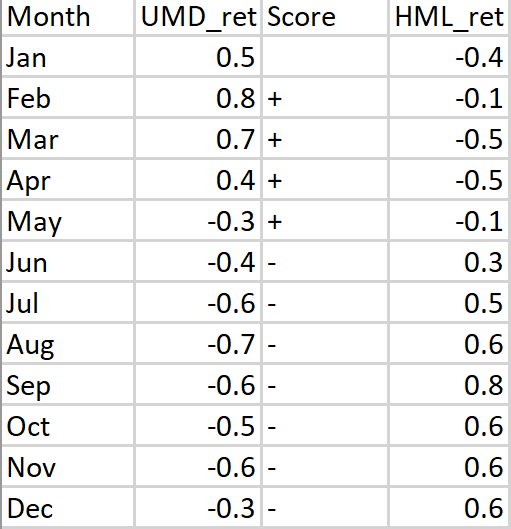 Month UMD_ret Score HML_ret
Jan 0.5 -0.4
Feb 0.8 + -0.1
Mar 0.7 + -0.5
Apr 0.4 + -0.5
May -0.3 + -0.1
Jun -0.4 - 0.3
Jul -0.6 - 0.5
Aug -0.7 - 0.6
Sep -0.6 - 0.8
Oct -0.5 - 0.6
Nov -0.6 - 0.6
Dec -0.3 - 0.6